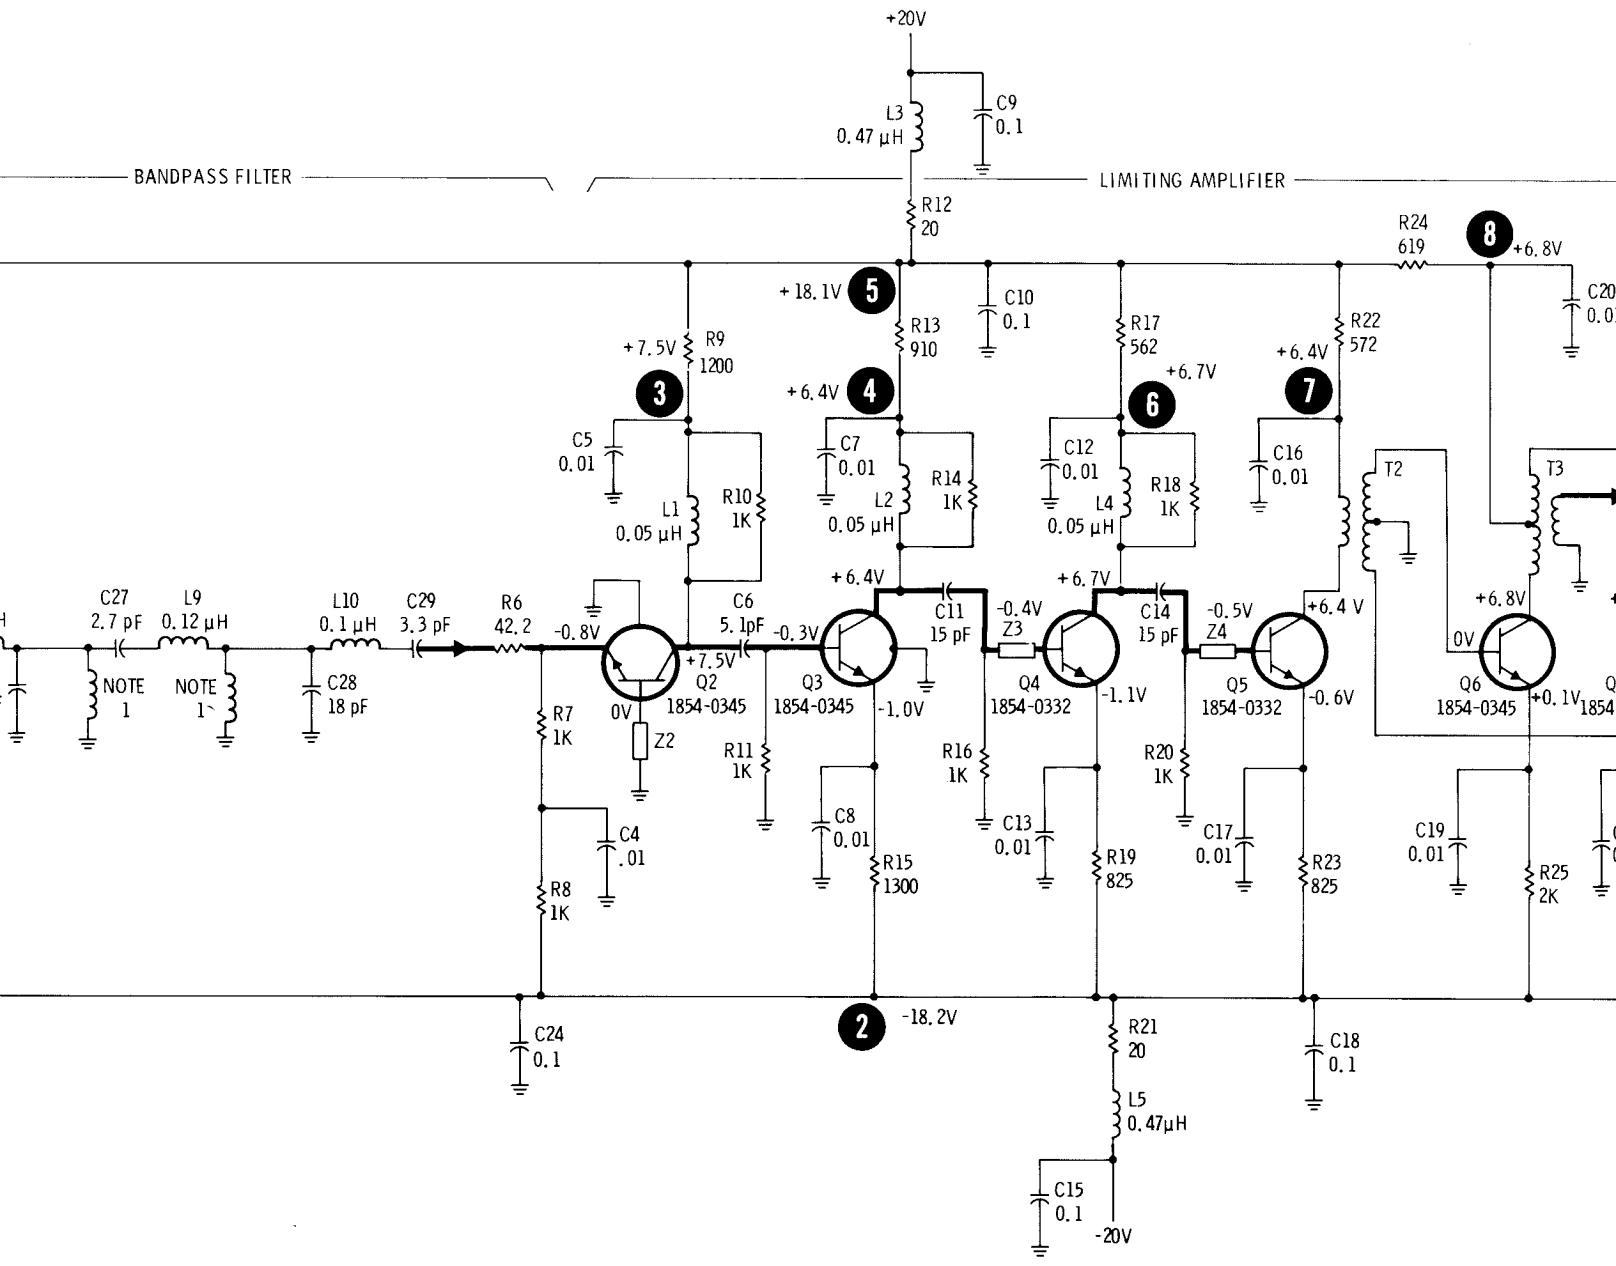 +20V
L3
0.47 µH
C9
0.1
BANDPASS FILTER
LIMITING AMPLIFIER
R12
20
R24
619
8
+6.8V
+18.1V
5
C10
0.1
C20
R13
910
R17
562
R22
572
+7.5V
R9
1200
3
+6.4V
4
+6.7V
6
+6.4V
7
C5
0.01
C7
0.01
C12
0.01
C16
0.01
T2
T3
R10
1K
L1
0.05 µH
R14
1K
L2
0.05 µH
R18
1K
L4
0.05 µH
C27
2.7 pF
L9
0.12 µH
L10
0.1 µH
C29
3.3 pF
R6
42.2
-0.8V
C6
5.1pF
-0.3V
+6.4V
C11
15 pF
-0.4V
Z3
+6.7V
C14
15 pF
-0.5V
Z4
+6.4 V
+6.8V
0V
H
NOTE
1
NOTE
1
C28
18 pF
+7.5V
Q2
1854-0345
0V
Z2
Q3
1854-0345
-1.0V
Q4
1854-0332
-1.1V
Q5
1854-0332
-0.6V
Q6
1854-0345
+0.1V
1854
R7
1K
R11
1K
R16
1K
R20
1K
C4
.01
C8
0.01
C13
0.01
C17
0.01
C19
0.01
R8
1K
R15
1300
R19
825
R23
825
R25
2K
2
-18.2V
C24
0.1
R21
20
C18
0.1
L5
0.47µH
C15
0.1
-20V